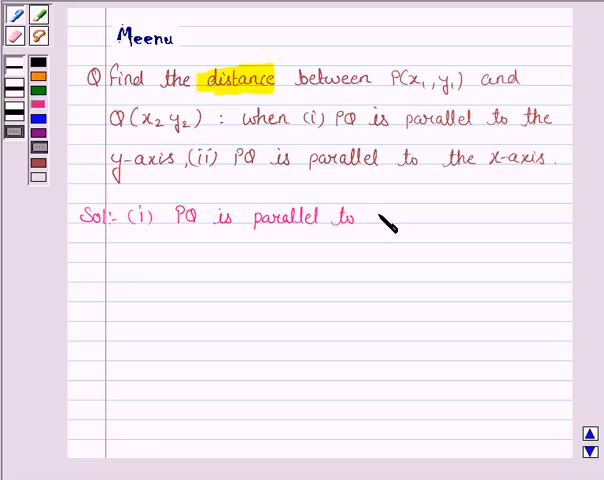 Meenu
Q find the distance between P(x₁, y₁) and
Q(x₂ y₂) : when (i) PQ is parallel to the
y-axis, (ii) PQ is parallel to the x-axis.
Sol:- (i) PQ is parallel to